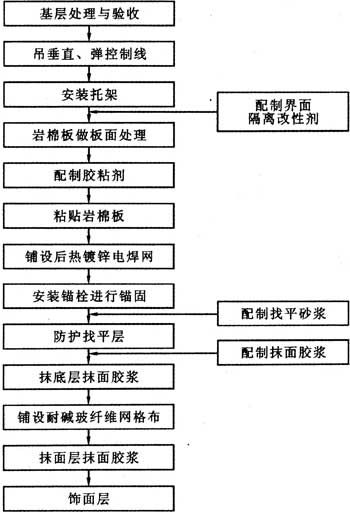 基层处理与验收
吊垂直、弹控制线
安装托架
配制界面
隔离改性剂
岩棉板做板面处理
配制胶粘剂
粘贴岩棉板
铺设后热镀锌电焊网
安装锚栓进行锚固
配制找平砂浆
防护找平层
配制抹面胶浆
抹底层抹面胶浆
铺设耐碱玻纤维网格布
抹面层抹面胶浆
饰面层